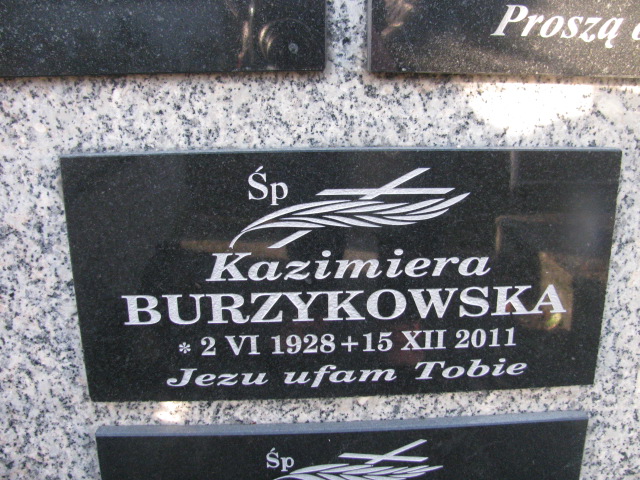 Proszą
Śp
Kazimiera
BURZYKOWSKA
* 2 VI 1928 + 15 XII 2011
Jezu ufam Tobie
Śp